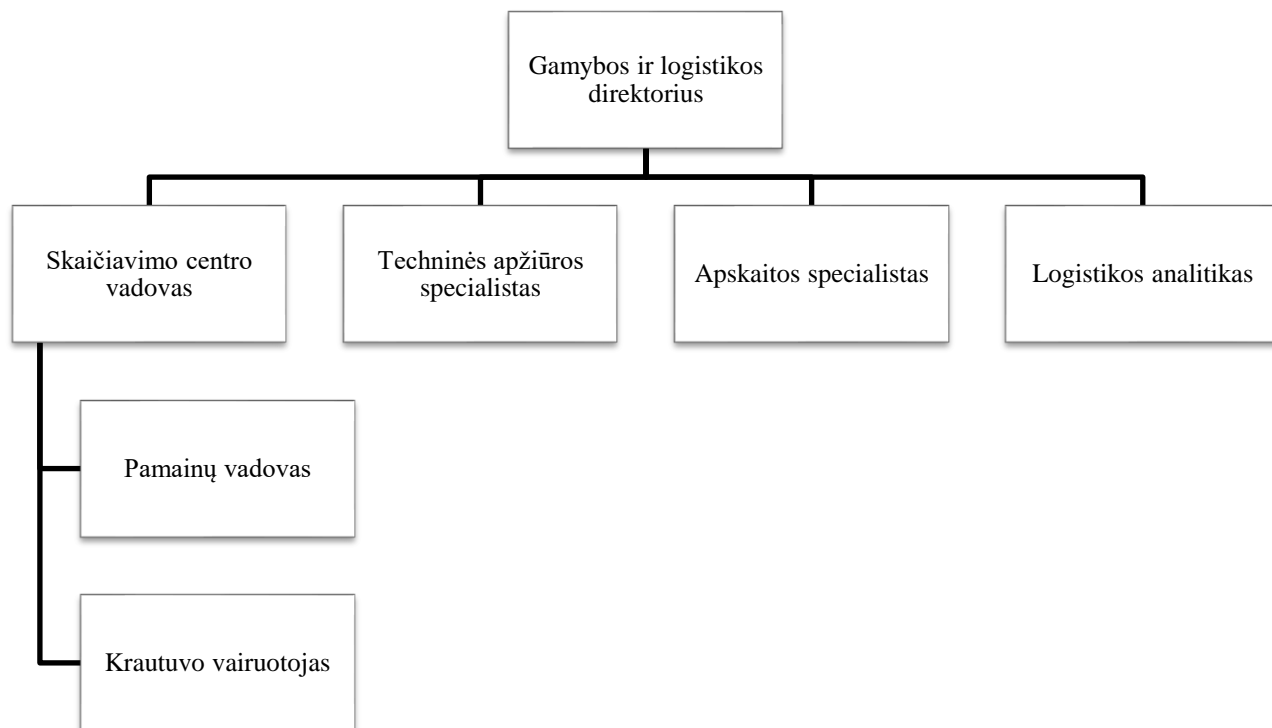 Gamybos ir logistikos
direktorius
Skaičiavimo centro
vadovas
Techninės apžiūros
specialistas
Apskaitos specialistas
Logistikos analitikas
Pamainų vadovas
Krautuvo vairuotojas